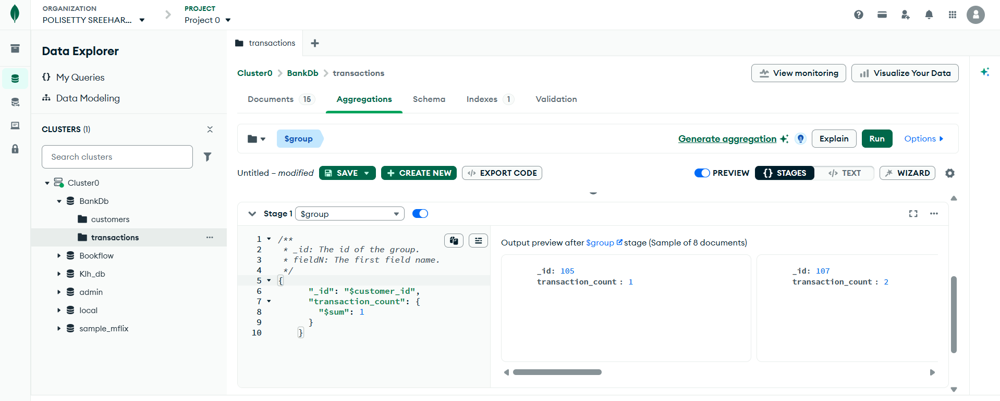 ORGANIZATION
POLISETTY SREEHAR...
PROJECT
Project 0
Data Explorer
My Queries
Data Modeling
CLUSTERS (1)
Search clusters
Cluster0
BankDb
customers
transactions
Bookflow
Klh_db
admin
local
sample_mflix
transactions
Cluster0 > BankDb > transactions
View monitoring
Visualize Your Data
Documents 15
Aggregations
Schema
Indexes 1
Validation
$group
Generate aggregation
Explain
Run
Options
Untitled – modified
SAVE
CREATE NEW
EXPORT CODE
PREVIEW
{} STAGES
</> TEXT
WIZARD
Stage 1
$group
1 /**
2 * _id: The id of the group.
3 * fieldN: The first field name.
4 */
5 {
6 "_id": "$customer_id",
7 "transaction_count": {
8 "$sum": 1
9 }
10 }
Output preview after $group stage (Sample of 8 documents)
_id: 105
transaction_count : 1
_id: 107
transaction_count : 2